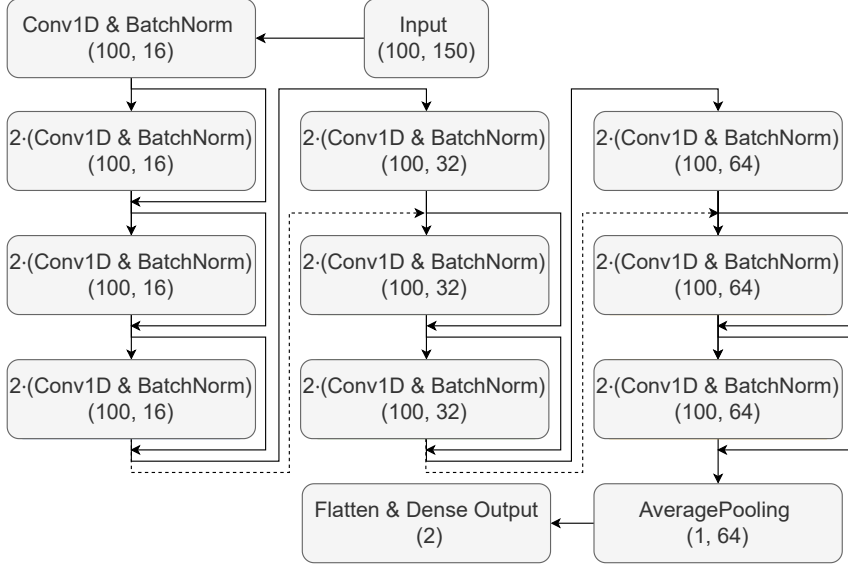 Conv1D & BatchNorm
(100, 16)
Input
(100, 150)
2·(Conv1D & BatchNorm)
(100, 16)
2·(Conv1D & BatchNorm)
(100, 32)
2·(Conv1D & BatchNorm)
(100, 64)
2·(Conv1D & BatchNorm)
(100, 16)
2·(Conv1D & BatchNorm)
(100, 32)
2·(Conv1D & BatchNorm)
(100, 64)
2·(Conv1D & BatchNorm)
(100, 16)
2·(Conv1D & BatchNorm)
(100, 32)
2·(Conv1D & BatchNorm)
(100, 64)
Flatten & Dense Output
(2)
AveragePooling
(1, 64)